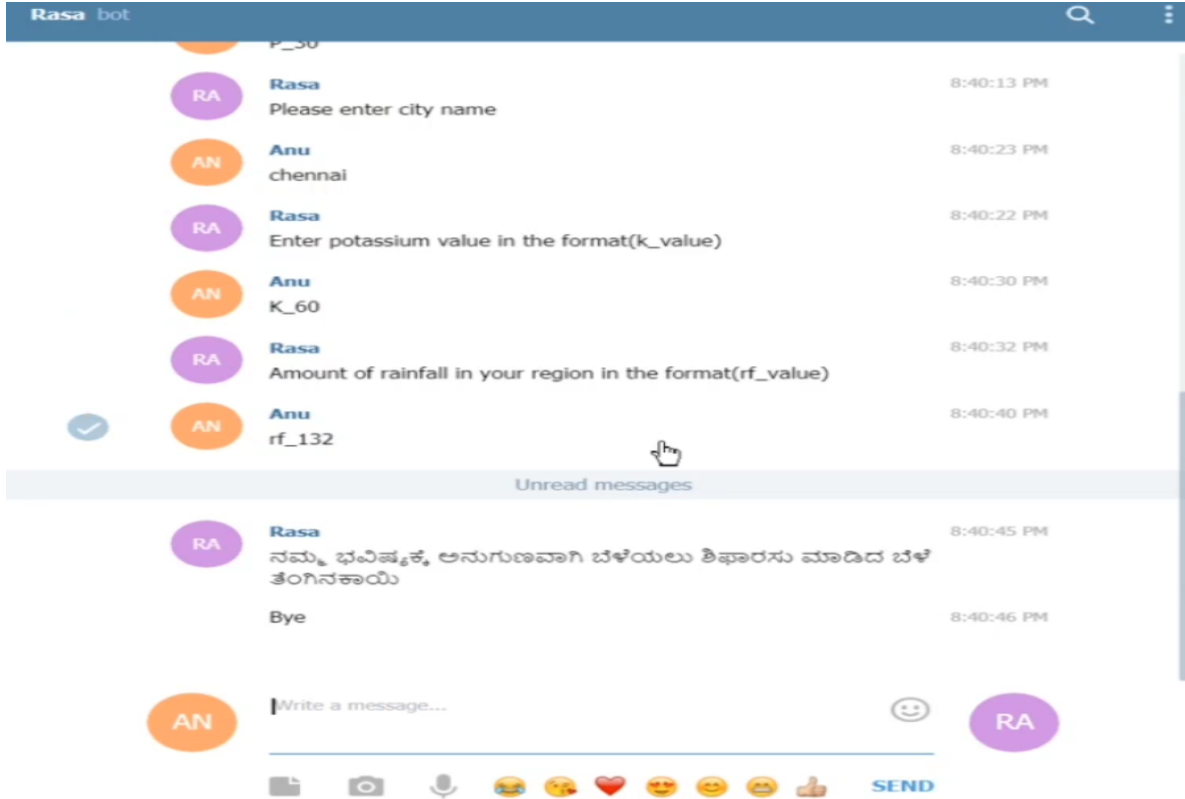 Rasa bot
P_30
Rasa 8:40:13 PM
RA
Please enter city name
Anu 8:40:23 PM
AN
chennai
Rasa 8:40:22 PM
RA
Enter potassium value in the format(k_value)
Anu 8:40:30 PM
AN
K_60
Rasa 8:40:32 PM
RA
Amount of rainfall in your region in the format(rf_value)
Anu 8:40:40 PM
AN
rf_132
Unread messages
Rasa 8:40:45 PM
RA
ನಮ್ಮ ಭವಿಷ್ಯಕ್ಕೆ ಅನುಗುಣವಾಗಿ ಬೆಳೆಯಲು ಶಿಫಾರಸು ಮಾಡಿದ ಬೆಳೆ
ತೆಂಗಿನಕಾಯಿ
Bye 8:40:46 PM
Write a message...
AN
RA
SEND